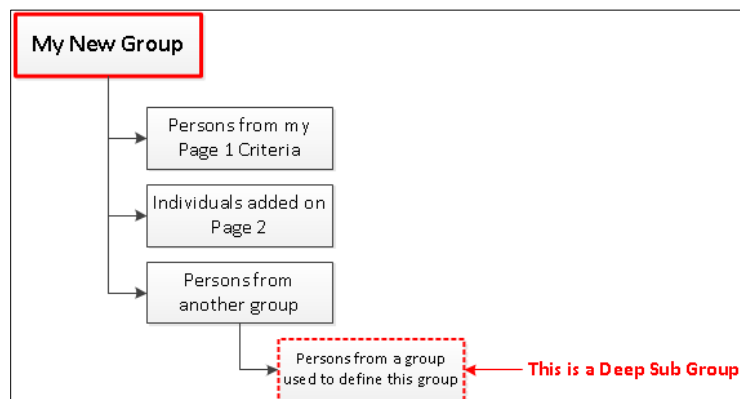 My New Group
Persons from my
Page 1 Criteria
Individuals added on
Page 2
Persons from
another group
Persons from a group
used to define this group
This is a Deep Sub Group